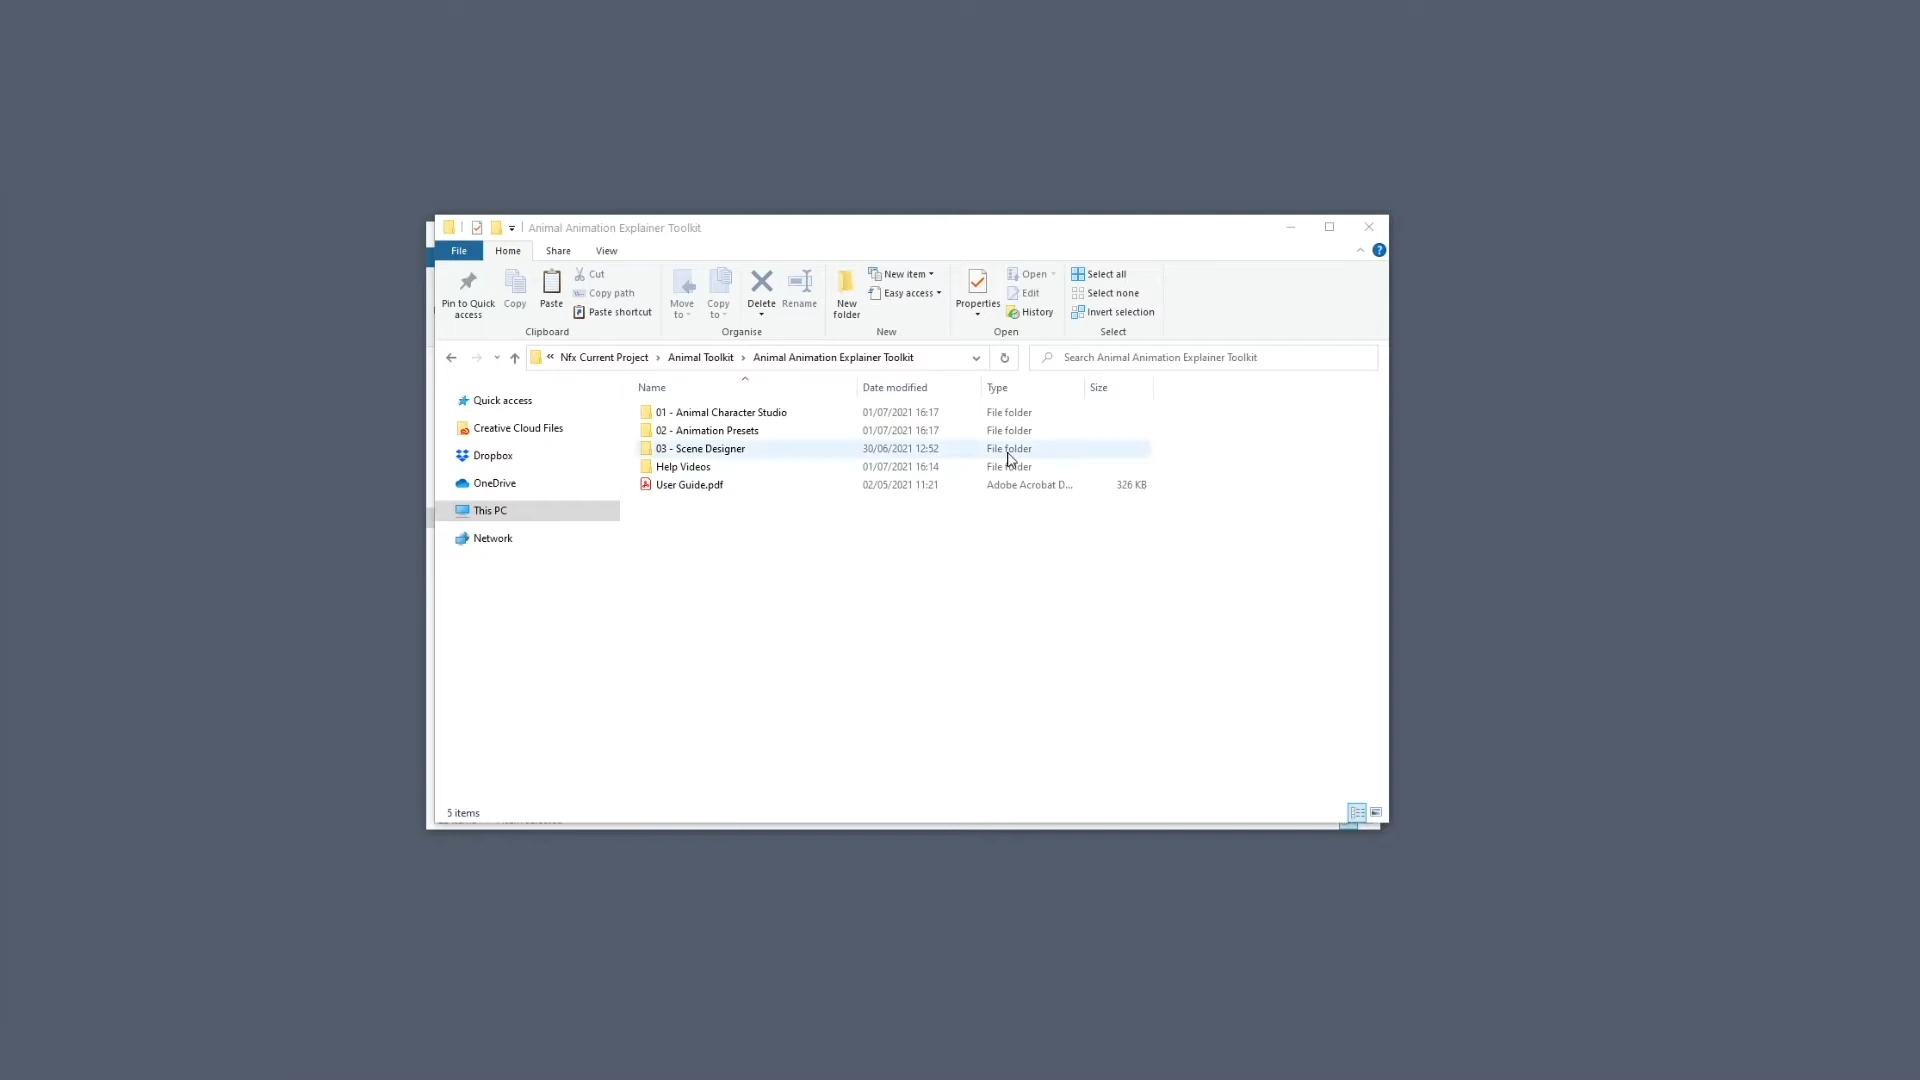 Animal Animation Explainer Toolkit
File Home Share View
Pin to Quick access
Copy
Paste
Cut
Copy path
Paste shortcut
Clipboard
Move to
Copy to
Delete
Rename
Organise
New folder
New item
Easy access
New
Properties
Open
Edit
History
Open
Select all
Select none
Invert selection
Select
« Nfx Current Project › Animal Toolkit › Animal Animation Explainer Toolkit
Search Animal Animation Explainer Toolkit
Quick access
Creative Cloud Files
Dropbox
OneDrive
This PC
Network
Name Date modified Type Size
01 - Animal Character Studio 01/07/2021 16:17 File folder
02 - Animation Presets 01/07/2021 16:17 File folder
03 - Scene Designer 30/06/2021 12:52 File folder
Help Videos 01/07/2021 16:14 File folder
User Guide.pdf 02/05/2021 11:21 Adobe Acrobat D... 326 KB
5 items